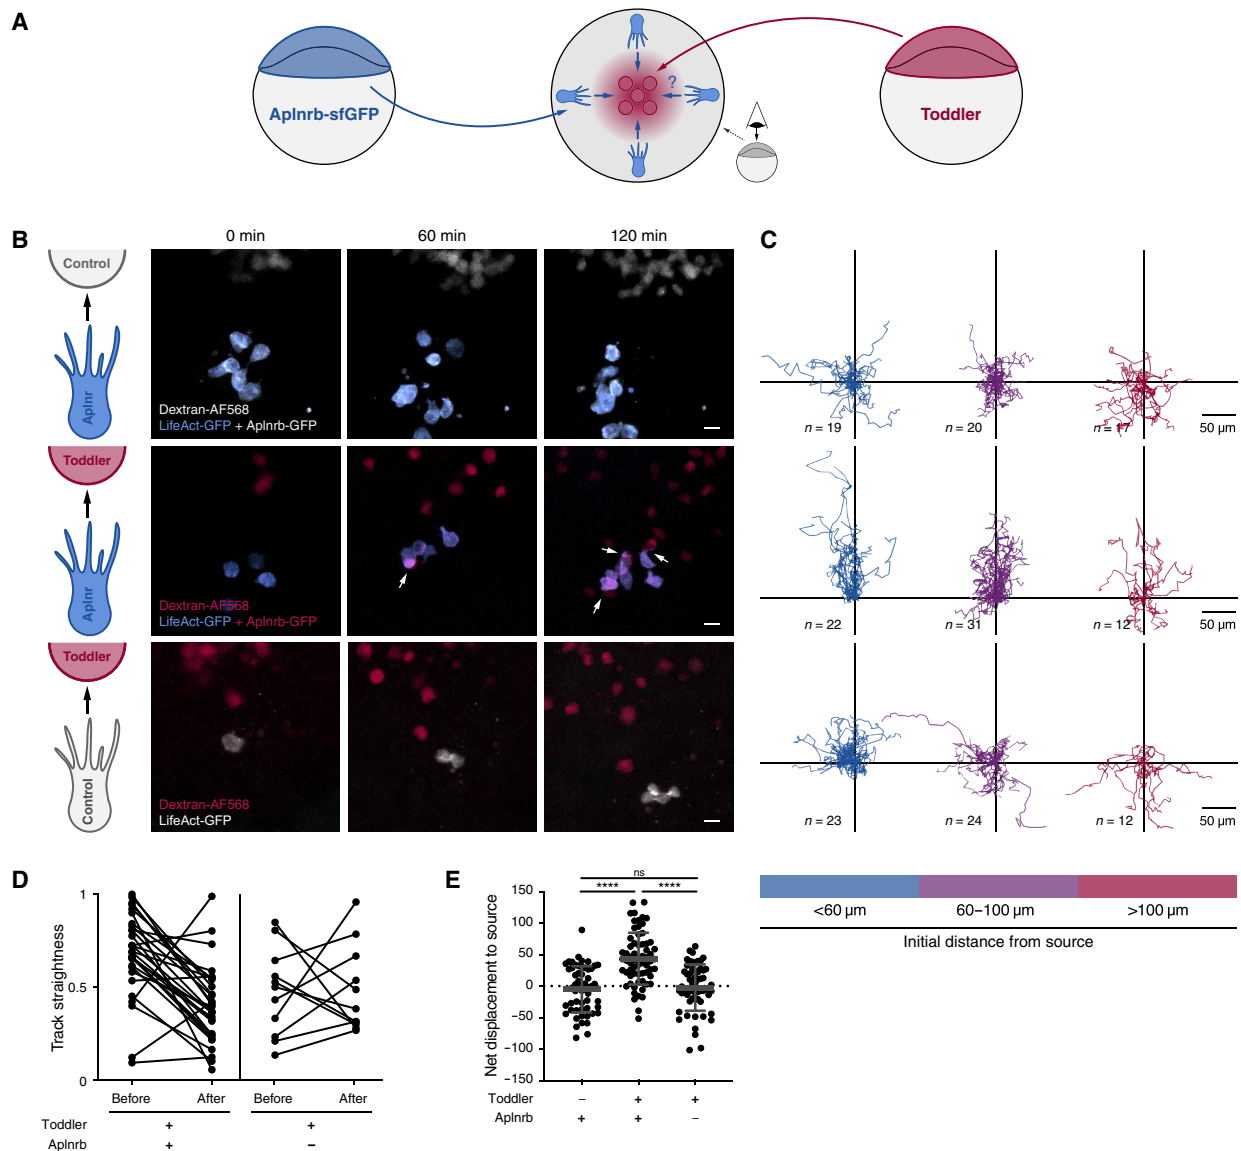 A
Aplnrb-sfGFP
?
Toddler
B
0 min
60 min
120 min
C
Control
Aplnr
Dextran-AF568
LifeAct-GFP + Aplnrb-GFP
n = 19
n = 20
n = 17
50 µm
Toddler
Aplnr
Dextran-AF568
LifeAct-GFP + Aplnrb-GFP
n = 22
n = 31
n = 12
50 µm
Toddler
Control
Dextran-AF568
LifeAct-GFP
n = 23
n = 24
n = 12
50 µm
<60 µm
60–100 µm
>100 µm
Initial distance from source
D
Track straightness
1
0.5
0
Before
After
Before
After
Toddler
+
+
Aplnrb
+
–
E
Net displacement to source
ns
****
****
150
100
50
0
–50
–100
–150
Toddler
–
+
+
Aplnrb
+
+
–